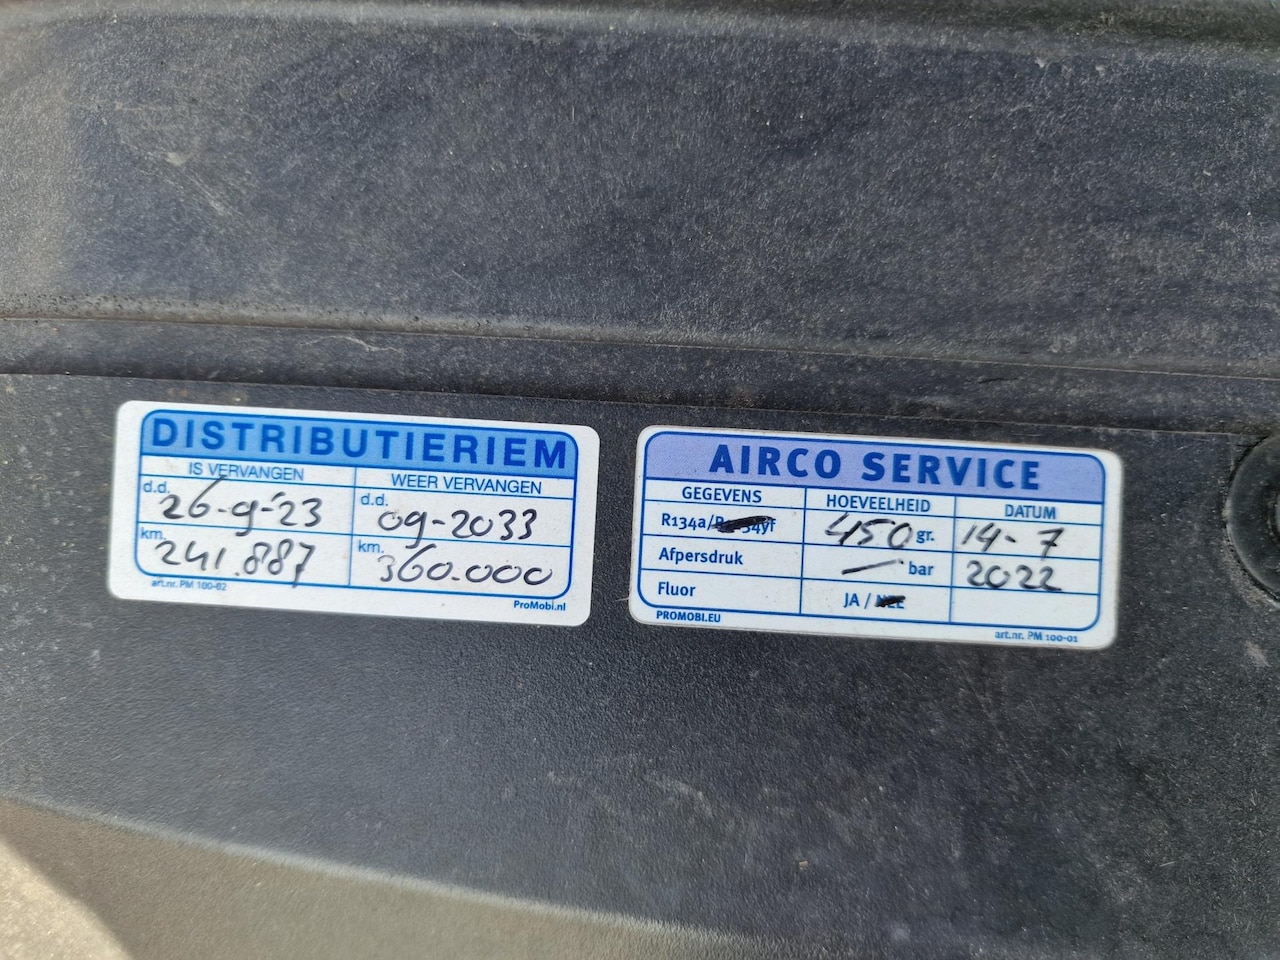 DISTRIBUTIERIEM
IS VERVANGEN WEER VERVANGEN
d.d. 26-9-'23 d.d. 09-2033
km. 241.887 km. 360.000
art.nr. PM 100-02 ProMobi.nl
AIRCO SERVICE
GEGEVENS HOEVEELHEID DATUM
R134a/ 450 gr. 14-7
Afpersdruk — bar 2022
Fluor JA /
PROMOBI.EU art.nr. PM 100-01